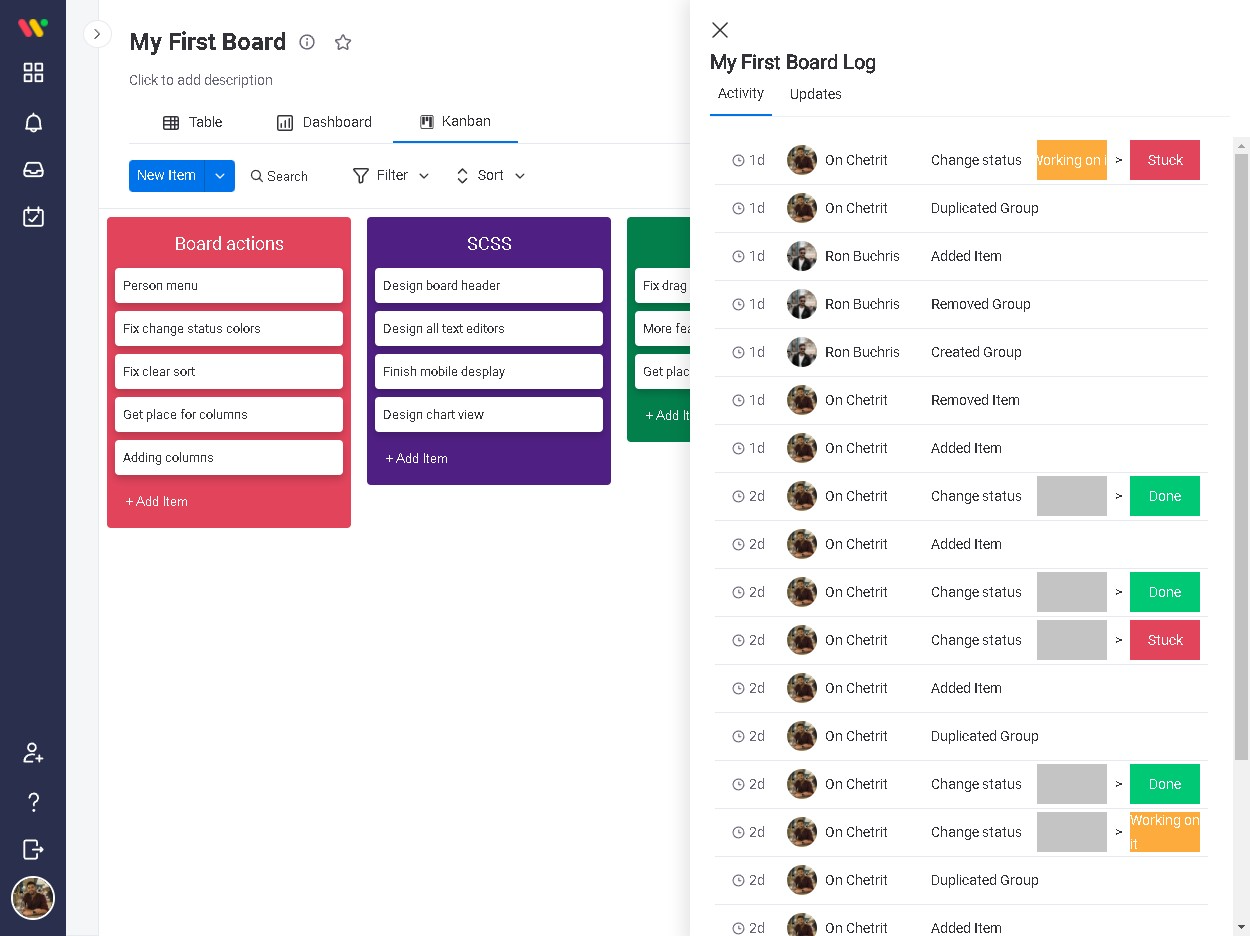 My First Board
Click to add description
Table
Dashboard
Kanban
New Item
Search
Filter
Sort
Board actions
Person menu
Fix change status colors
Fix clear sort
Get place for columns
Adding columns
+ Add Item
SCSS
Design board header
Design all text editors
Finish mobile desplay
Design chart view
+ Add Item
Fix drag
More
Get
+ Add
My First Board Log
Activity
Updates
1d On Chetrit Change status Working on > Stuck
1d On Chetrit Duplicated Group
1d Ron Buchris Added Item
1d Ron Buchris Removed Group
1d Ron Buchris Created Group
1d On Chetrit Removed Item
1d On Chetrit Added Item
2d On Chetrit Change status > Done
2d On Chetrit Added Item
2d On Chetrit Change status > Done
2d On Chetrit Change status > Stuck
2d On Chetrit Added Item
2d On Chetrit Duplicated Group
2d On Chetrit Change status > Done
2d On Chetrit Change status > Working on
it
2d On Chetrit Duplicated Group
2d On Chetrit Added Item